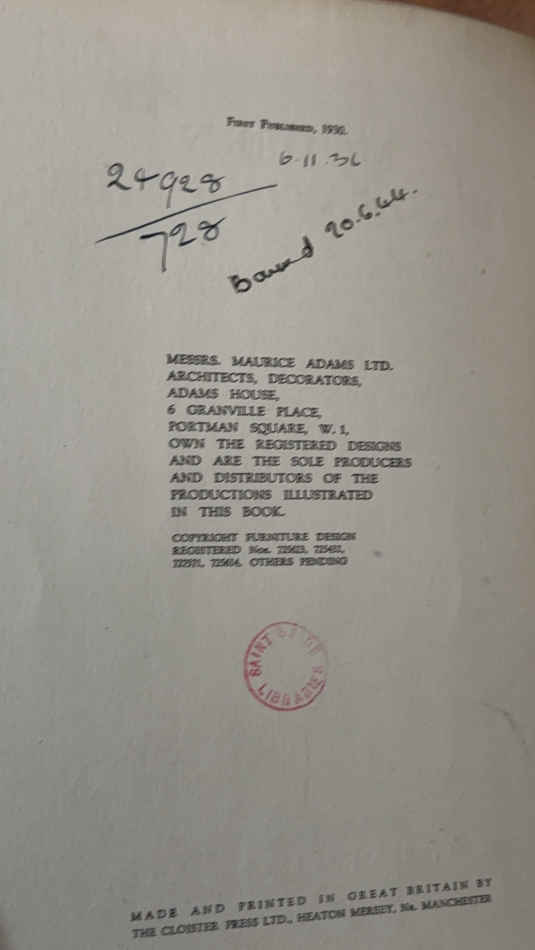 FIRST PUBLISHED, 1930.
6-11.36
24928
728
Bound 20.6.44.
MESSRS. MAURICE ADAMS LTD.
ARCHITECTS, DECORATORS,
ADAMS HOUSE,
6 GRANVILLE PLACE,
PORTMAN SQUARE, W.1,
OWN THE REGISTERED DESIGNS
AND ARE THE SOLE PRODUCERS
AND DISTRIBUTORS OF THE
PRODUCTIONS ILLUSTRATED
IN THIS BOOK.
COPYRIGHT FURNITURE DESIGN
REGISTERED Nos.
OTHERS PENDING
SAINT
MADE AND PRINTED IN GREAT BRITAIN BY
THE CLOISTER PRESS LTD., HEATON MERSEY, Nr. MANCHESTER